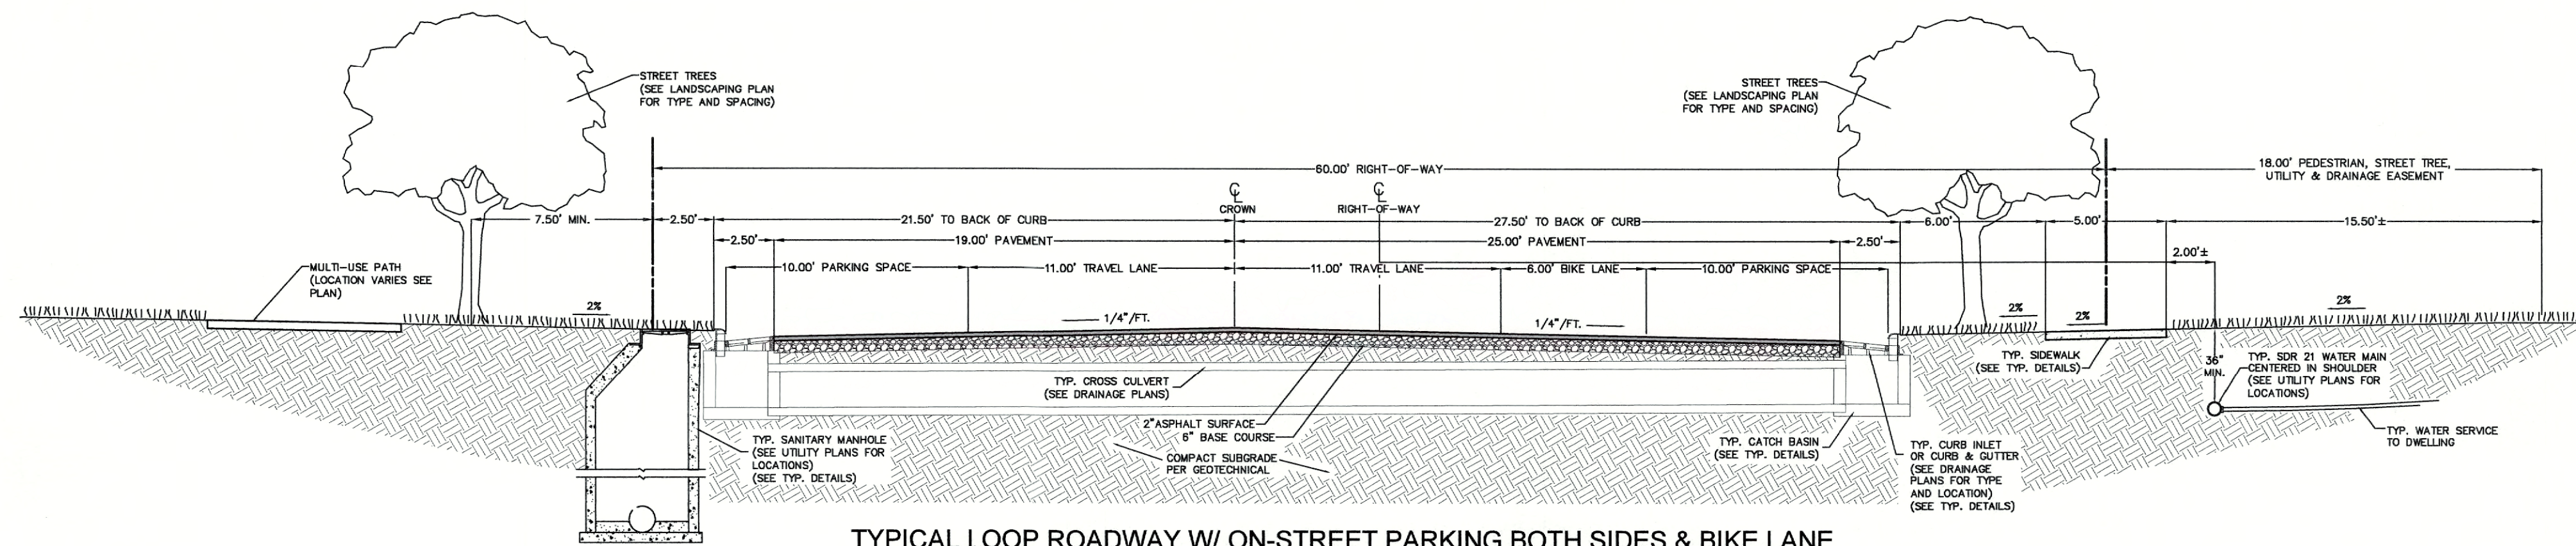 STREET TREES
(SEE LANDSCAPING PLAN
FOR TYPE AND SPACING)
STREET TREES
(SEE LANDSCAPING PLAN
FOR TYPE AND SPACING)
60.00' RIGHT-OF-WAY
18.00' PEDESTRIAN, STREET TREE,
UTILITY & DRAINAGE EASEMENT
℄
CROWN
℄
RIGHT-OF-WAY
7.50' MIN.
2.50'
21.50' TO BACK OF CURB
27.50' TO BACK OF CURB
6.00'
5.00'
15.50'±
2.50'
19.00' PAVEMENT
25.00' PAVEMENT
2.50'
2.00'±
10.00' PARKING SPACE
11.00' TRAVEL LANE
11.00' TRAVEL LANE
6.00' BIKE LANE
10.00' PARKING SPACE
MULTI-USE PATH
(LOCATION VARIES SEE
PLAN)
2%
1/4"/FT.
1/4"/FT.
2%
2%
2%
TYP. CROSS CULVERT
(SEE DRAINAGE PLANS)
2"ASPHALT SURFACE
6" BASE COURSE
COMPACT SUBGRADE
PER GEOTECHNICAL
TYP. SANITARY MANHOLE
(SEE UTILITY PLANS FOR
LOCATIONS)
(SEE TYP. DETAILS)
TYP. CATCH BASIN
(SEE TYP. DETAILS)
TYP. CURB INLET
OR CURB & GUTTER
(SEE DRAINAGE
PLANS FOR TYPE
AND LOCATION)
(SEE TYP. DETAILS)
TYP. SIDEWALK
(SEE TYP. DETAILS)
36"
MIN.
TYP. SDR 21 WATER MAIN
CENTERED IN SHOULDER
(SEE UTILITY PLANS FOR
LOCATIONS)
TYP. WATER SERVICE
TO DWELLING
TYPICAL LOOP ROADWAY W/ ON-STREET PARKING BOTH SIDES & BIKE LANE